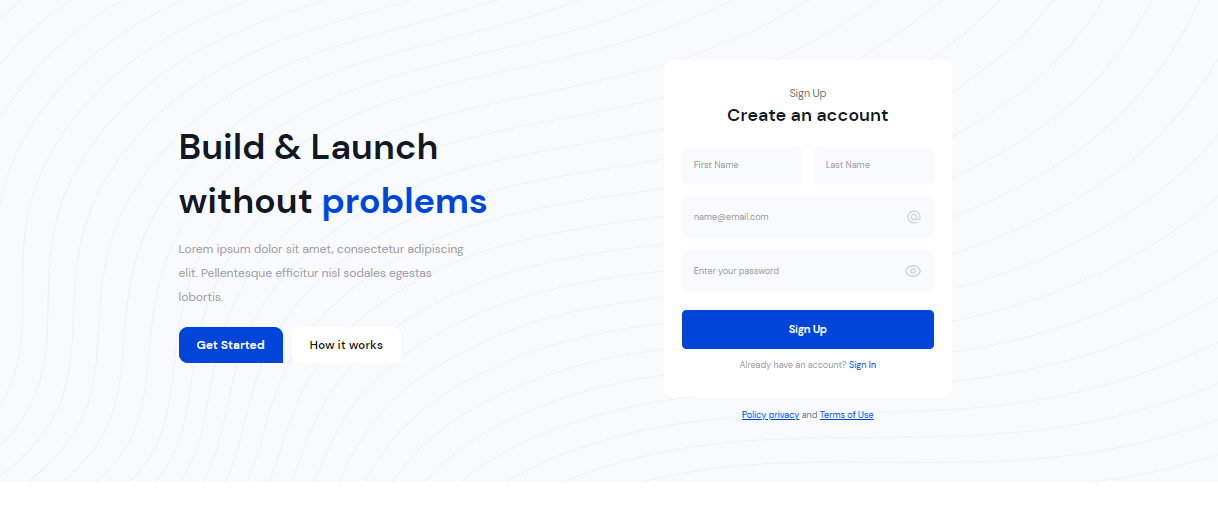 Build & Launch
without problems
Lorem ipsum dolor sit amet, consectetur adipiscing
elit. Pellentesque efficitur nisl sodales egestas
lobortis.
Get Started
How it works
Sign Up
Create an account
First Name
Last Name
name@email.com
Enter your password
Sign Up
Already have an account? Sign In
Policy privacy and Terms of Use